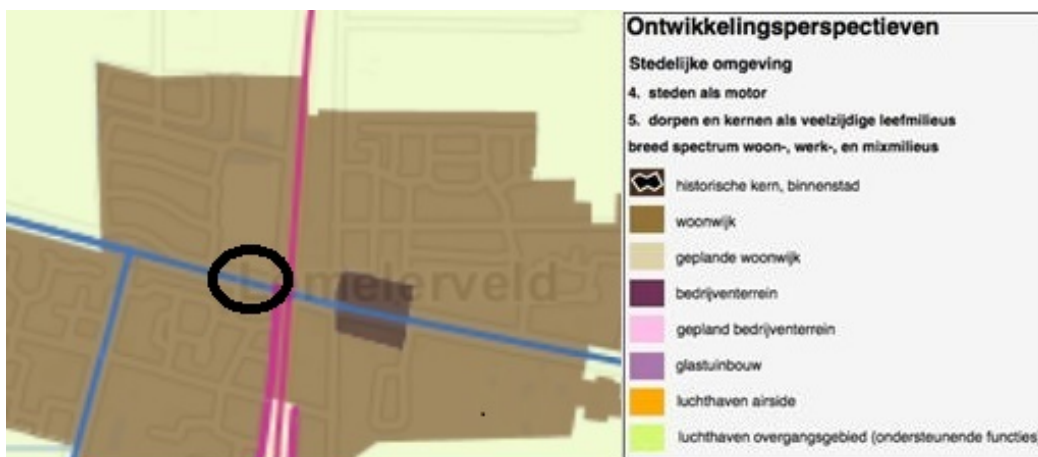 Lemelerveld
Ontwikkelingsperspectieven
Stedelijke omgeving
4. steden als motor
5. dorpen en kernen als veelzijdige leefmilieus
breed spectrum woon-, werk-, en mixmilieus
historische kern, binnenstad
woonwijk
geplande woonwijk
bedrijventerrein
gepland bedrijventerrein
glastuinbouw
luchthaven airside
luchthaven overgangsgebied (ondersteunende functies)